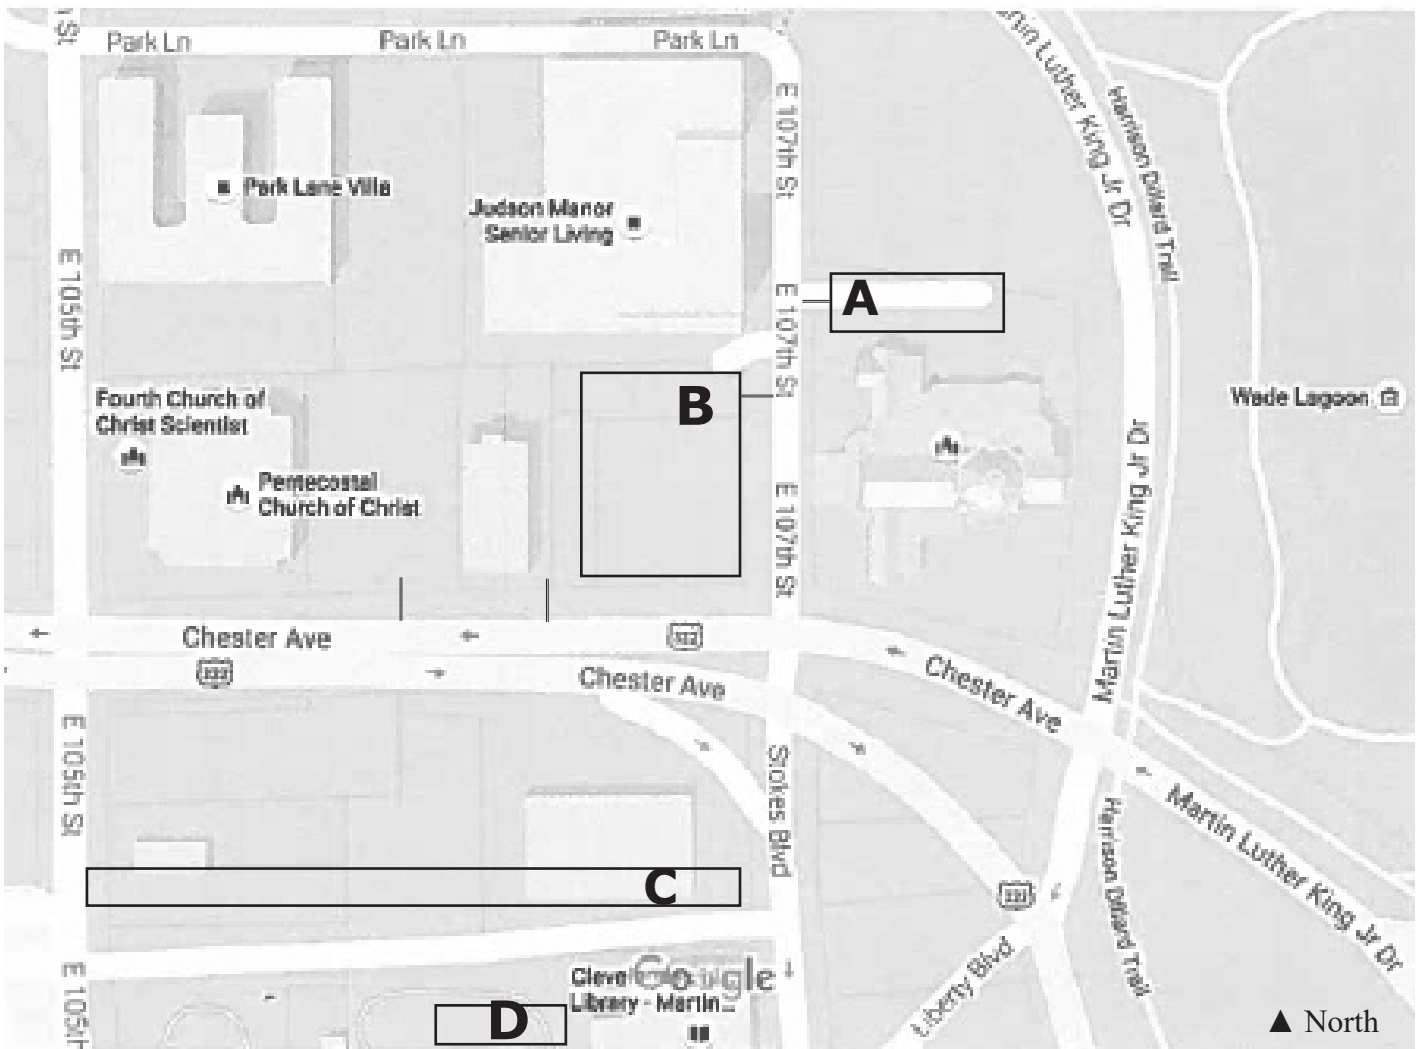 St
Park Ln
Park Ln
Park Ln
E 107th St
Martin Luther King Jr Dr
Harrison Dillard Trail
Park Lane Villa
Judson Manor
Senior Living
E 105th St
E 107th St
A
B
Fourth Church of
Christ Scientist
Wade Lagoon
Pentecostal
Church of Christ
E 107th St
Martin Luther King Jr Dr
Chester Ave
322
322
Chester Ave
Chester Ave
E 105th St
Stokes Blvd
Martin Luther King Jr Dr
Harrison Dillard Trail
C
322
Liberty Blvd
E 105th
Google
Cleve
Library - Martin...
D
▲ North